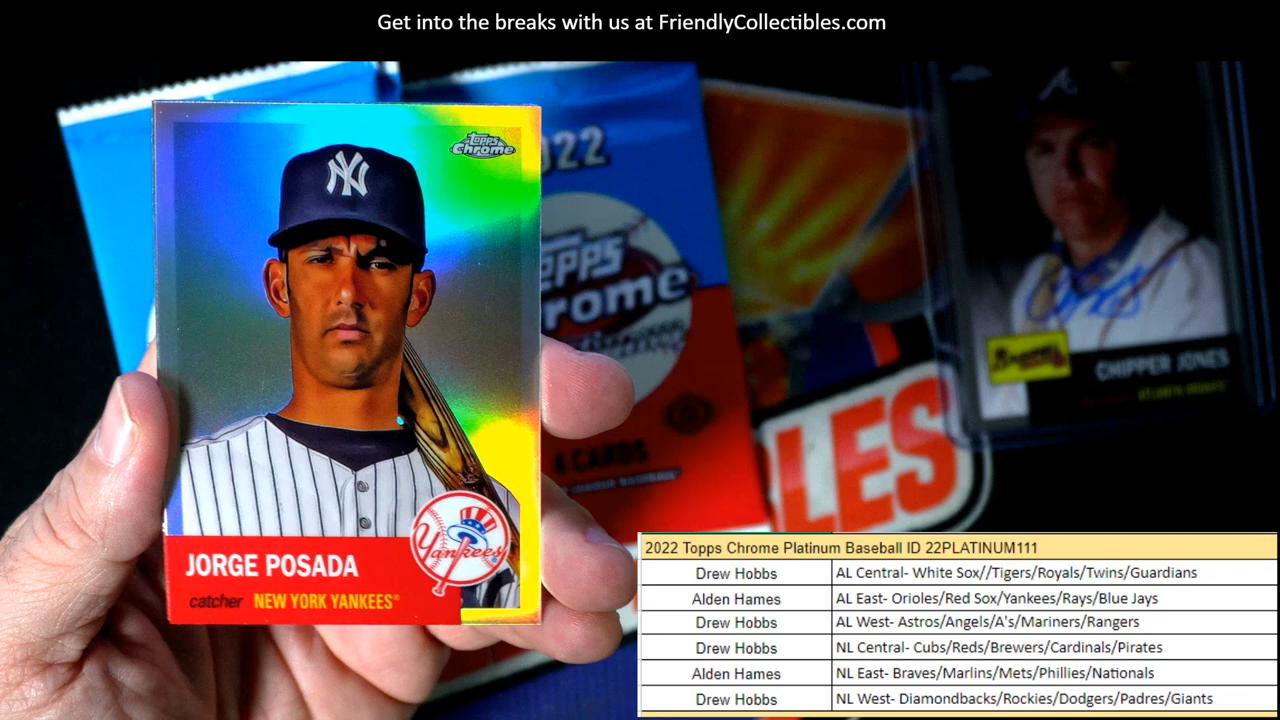 Get into the breaks with us at FriendlyCollectibles.com
Topps
Chrome
NY
JORGE POSADA
catcher NEW YORK YANKEES®
Yankees
022
epps
hrome
4 CARDS
LES
A
CHIPPER JONES
2022 Topps Chrome Platinum Baseball ID 22PLATINUM111
Drew Hobbs AL Central- White Sox//Tigers/Royals/Twins/Guardians
Alden Hames AL East- Orioles/Red Sox/Yankees/Rays/Blue Jays
Drew Hobbs AL West- Astros/Angels/A's/Mariners/Rangers
Drew Hobbs NL Central- Cubs/Reds/Brewers/Cardinals/Pirates
Alden Hames NL East- Braves/Marlins/Mets/Phillies/Nationals
Drew Hobbs NL West- Diamondbacks/Rockies/Dodgers/Padres/Giants